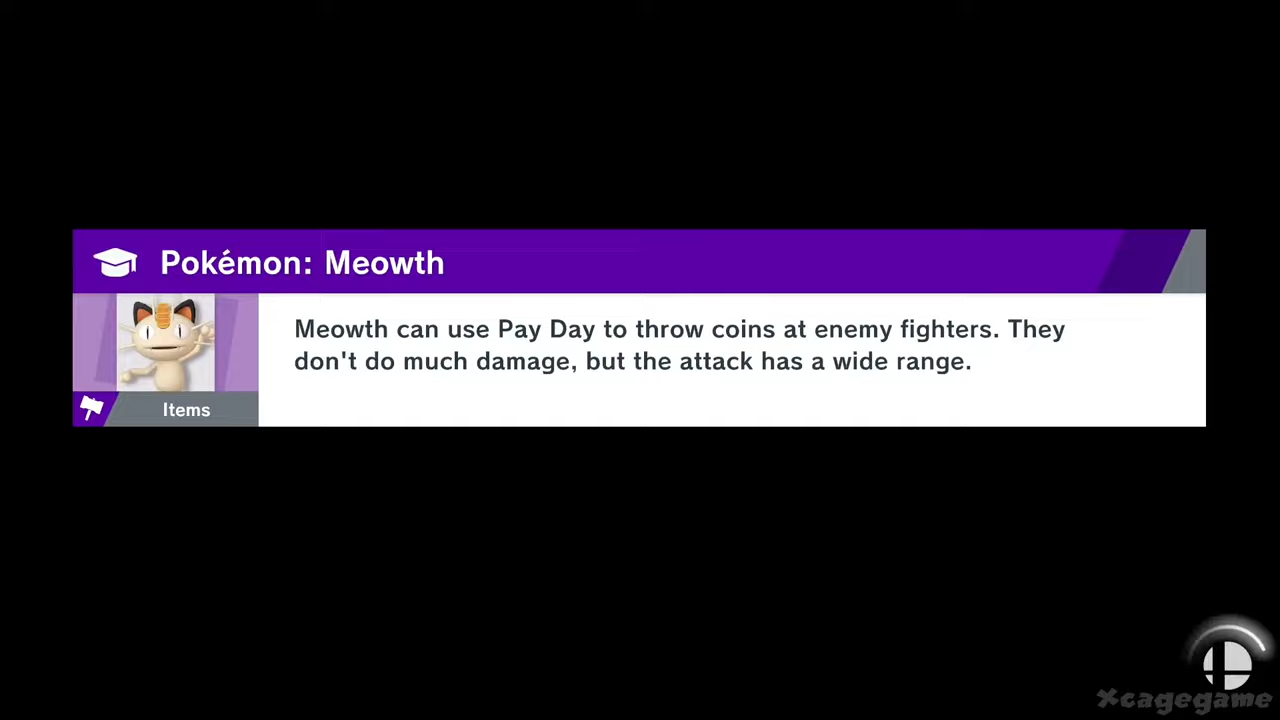 Pokémon: Meowth
Meowth can use Pay Day to throw coins at enemy fighters. They
don't do much damage, but the attack has a wide range.
Items
Xcagegame